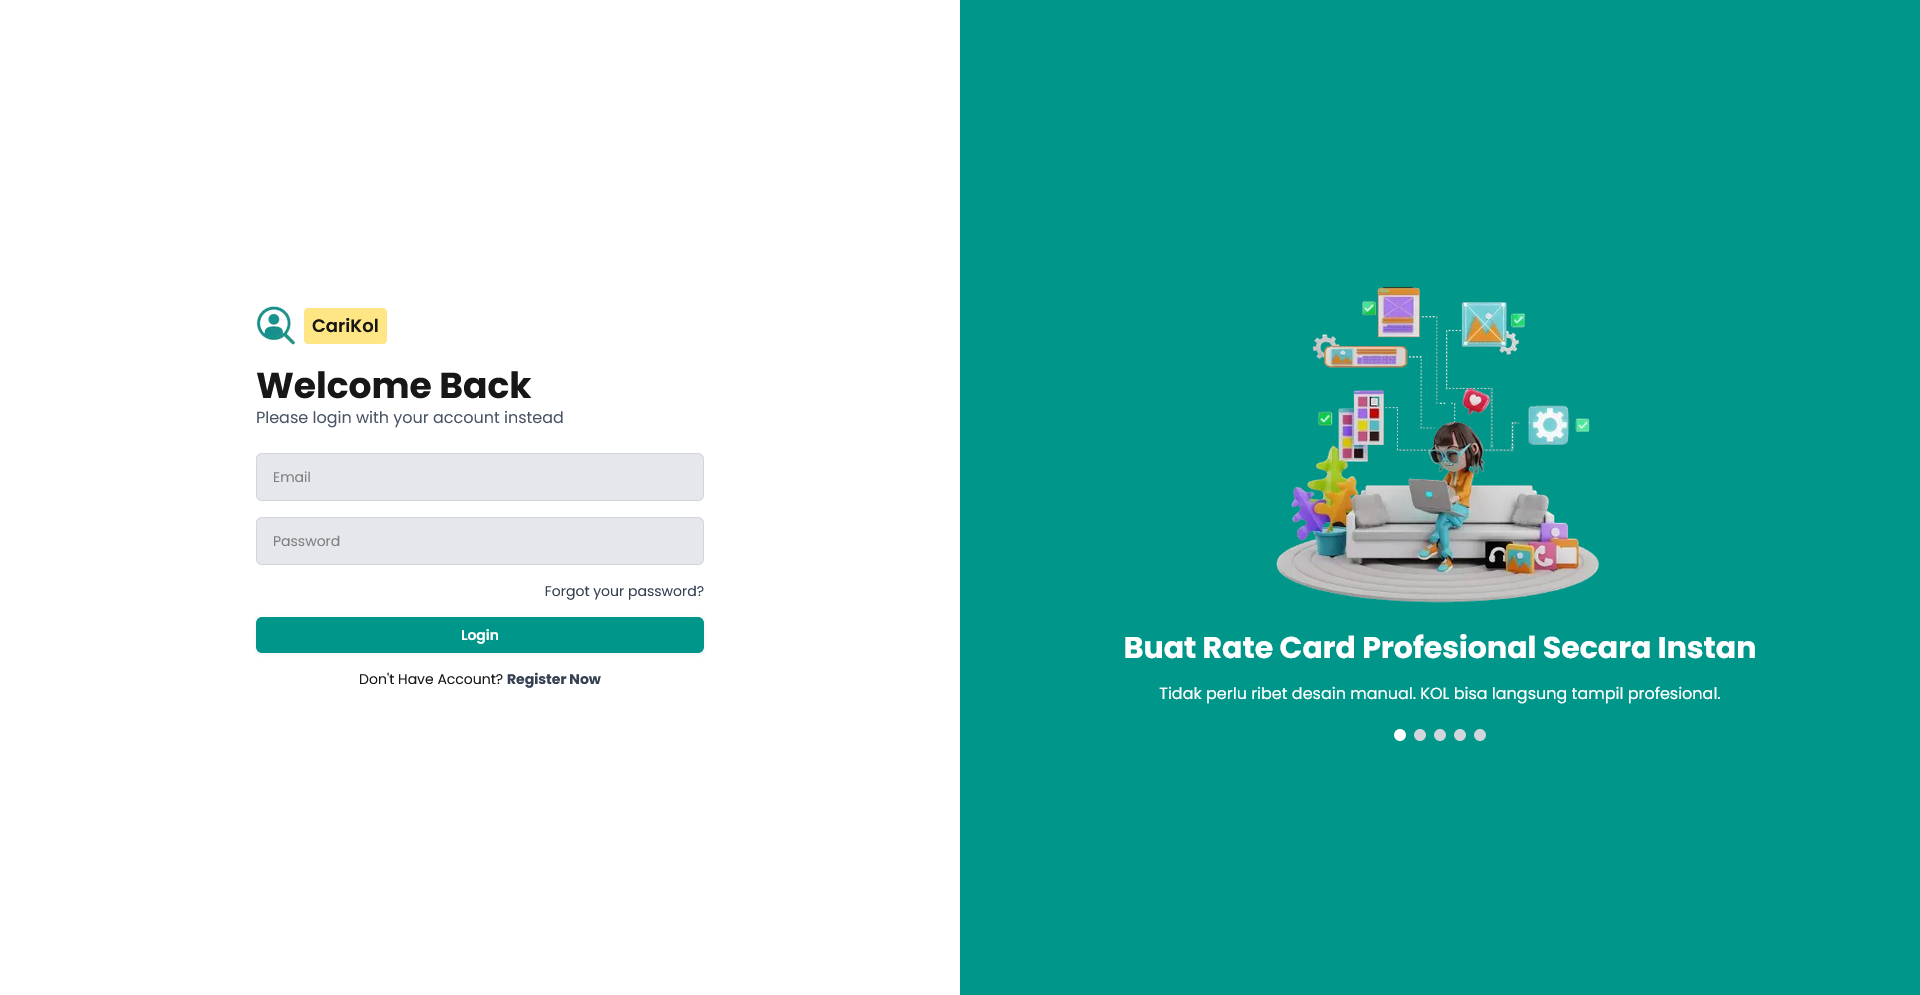 CariKol
Welcome Back
Please login with your account instead
Email
Password
Forgot your password?
Login
Don't Have Account? Register Now
Buat Rate Card Profesional Secara Instan
Tidak perlu ribet desain manual. KOL bisa langsung tampil profesional.